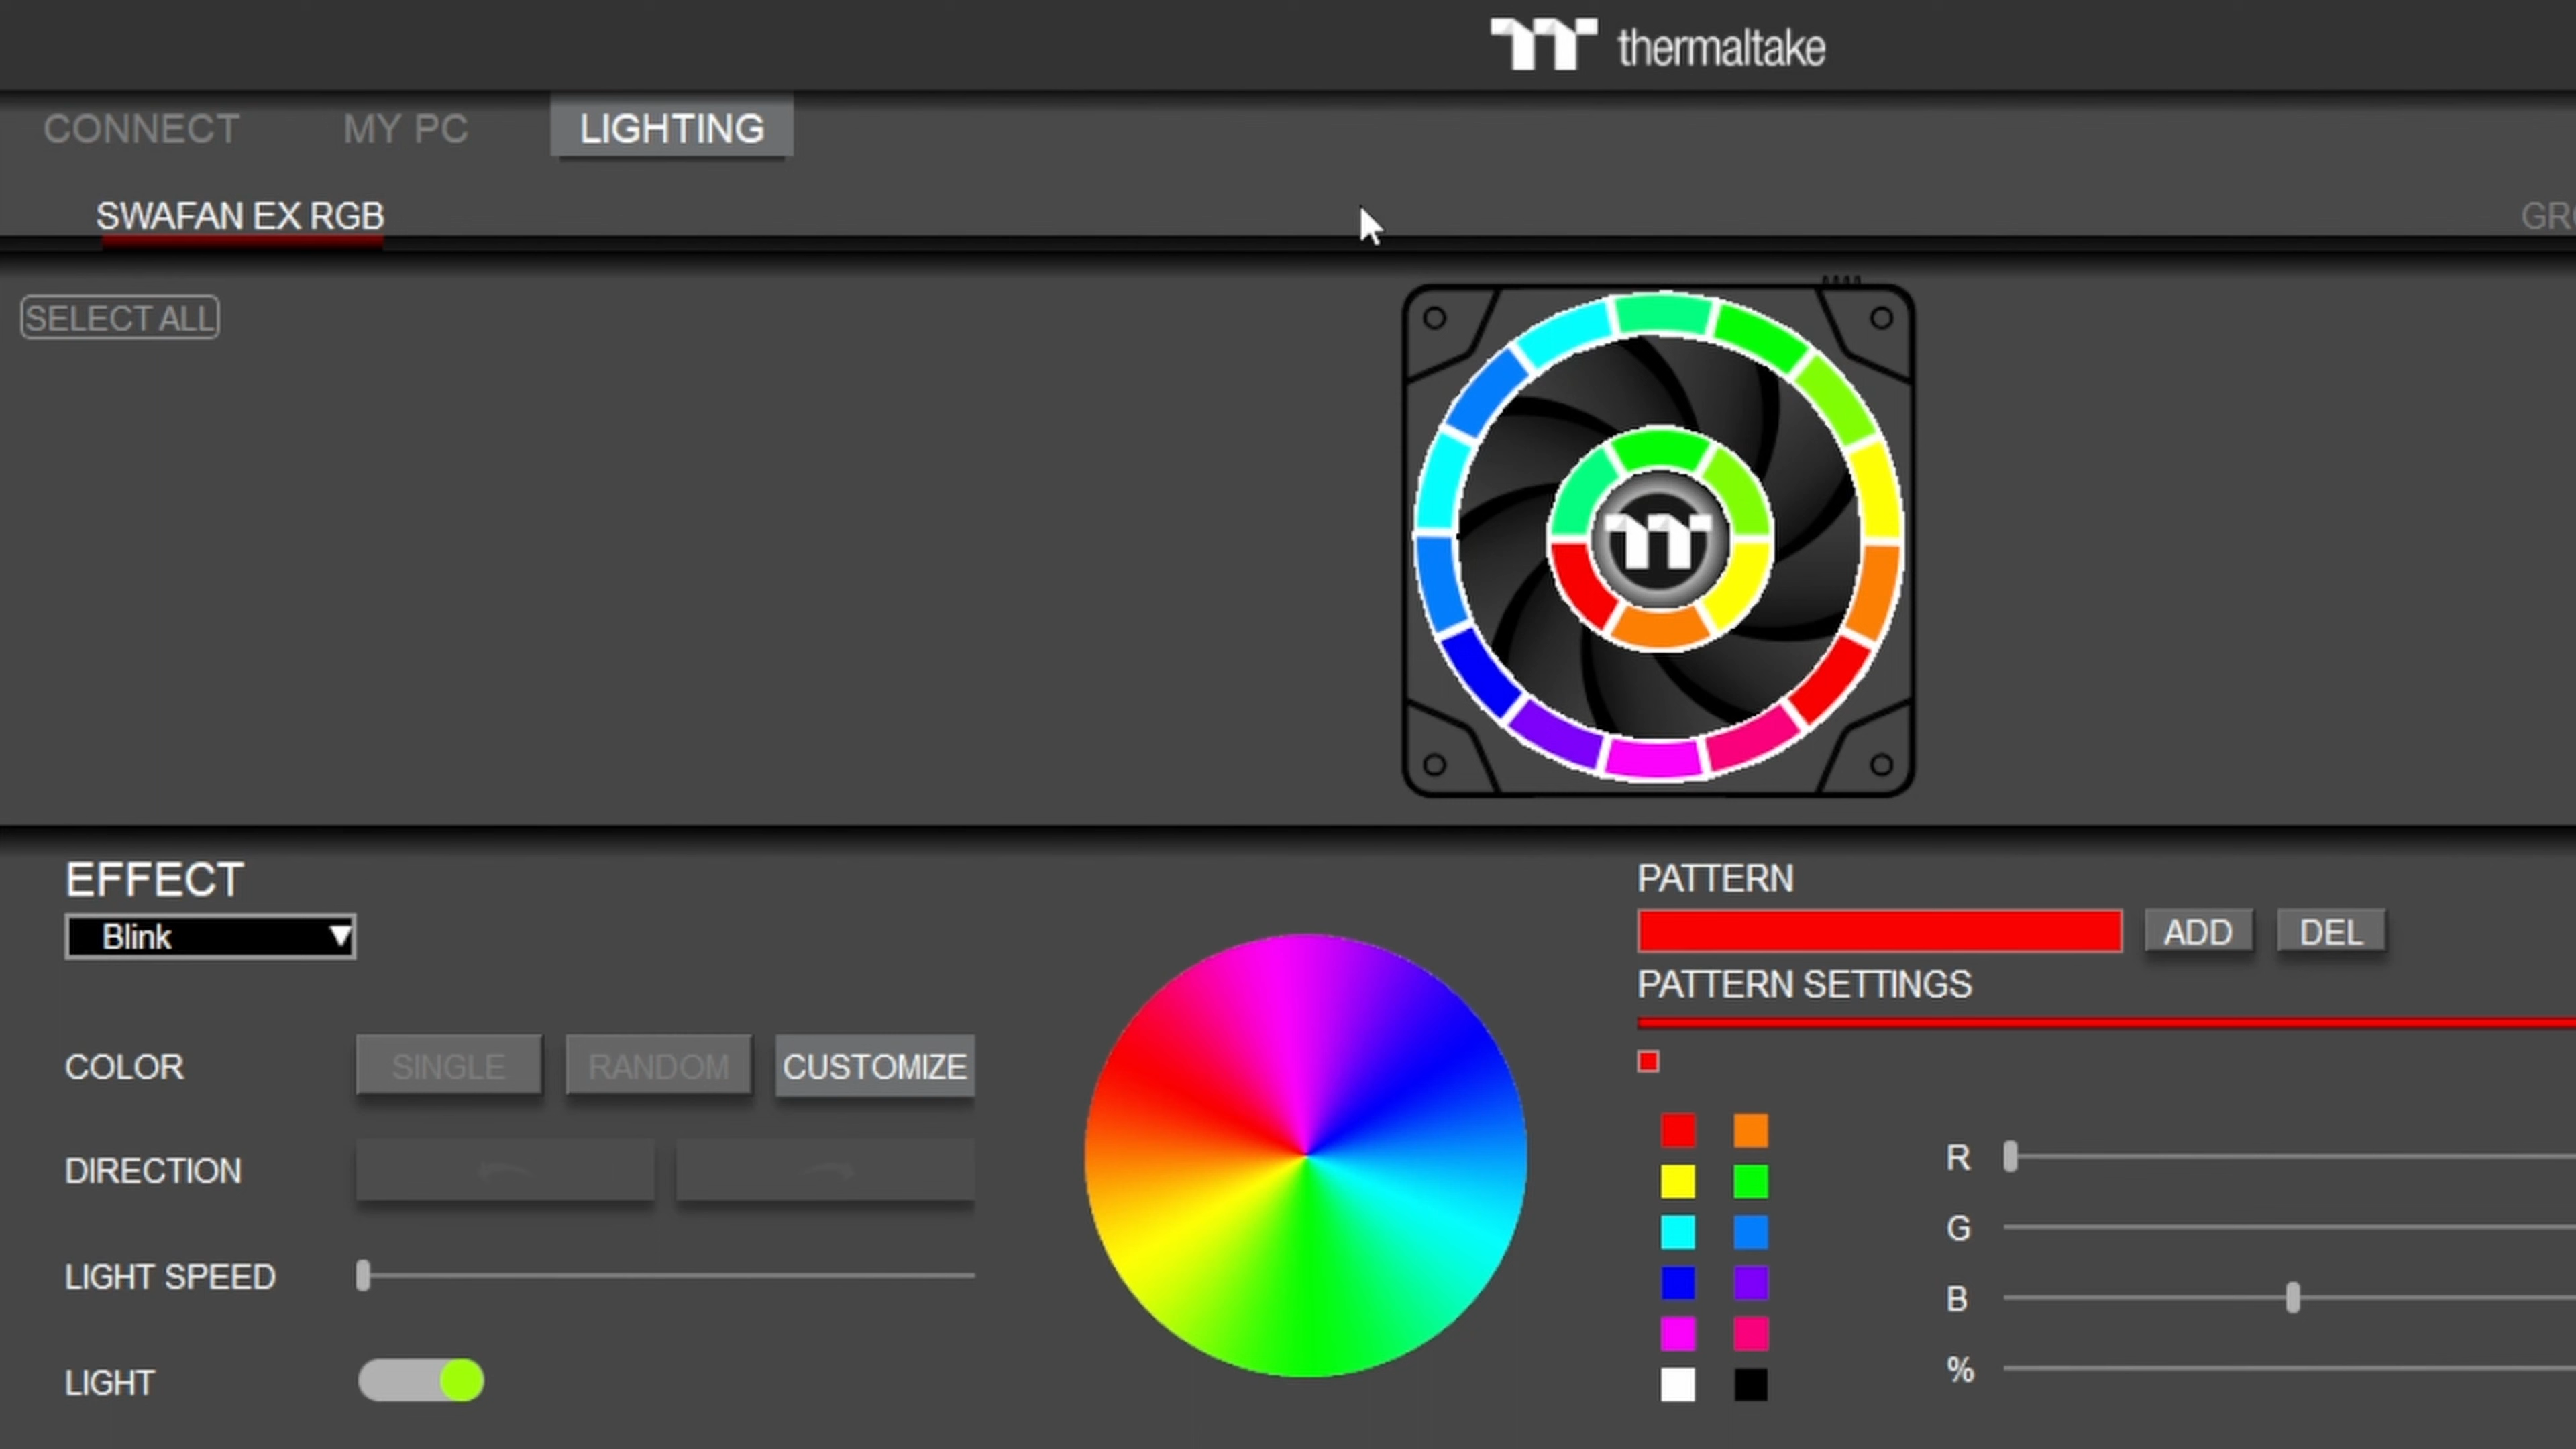 thermaltake
CONNECT MY PC LIGHTING
SWAFAN EX RGB
SELECT ALL
EFFECT
Blink
COLOR SINGLE RANDOM CUSTOMIZE
DIRECTION
LIGHT SPEED
LIGHT
PATTERN
ADD DEL
PATTERN SETTINGS
R
G
B
%